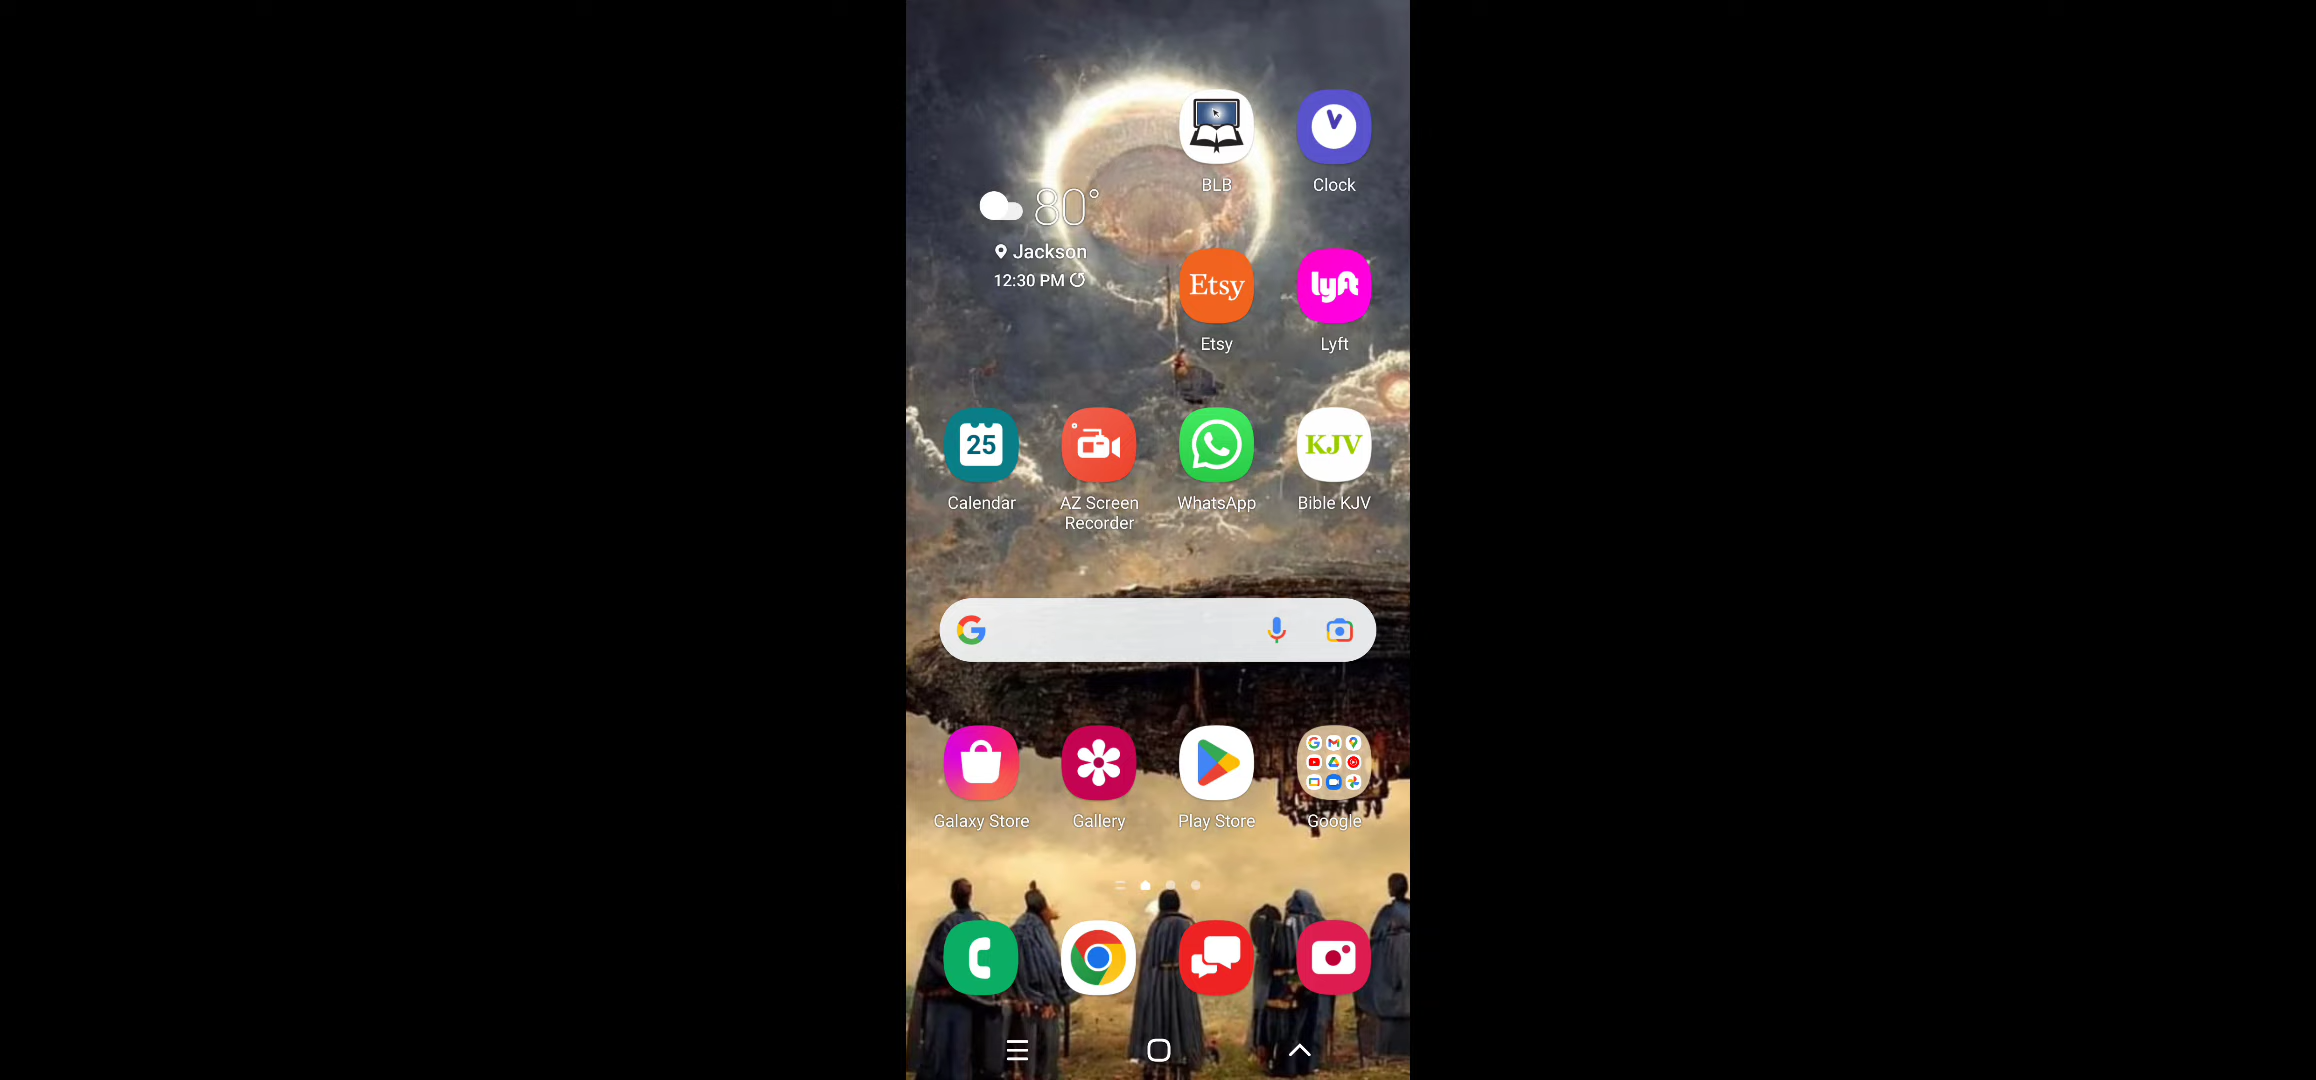 BLB
Clock
80°
Jackson
12:30 PM
Etsy
Etsy
lyft
Lyft
25
Calendar
AZ Screen
Recorder
WhatsApp
KJV
Bible KJV
Galaxy Store
Gallery
Play Store
Google